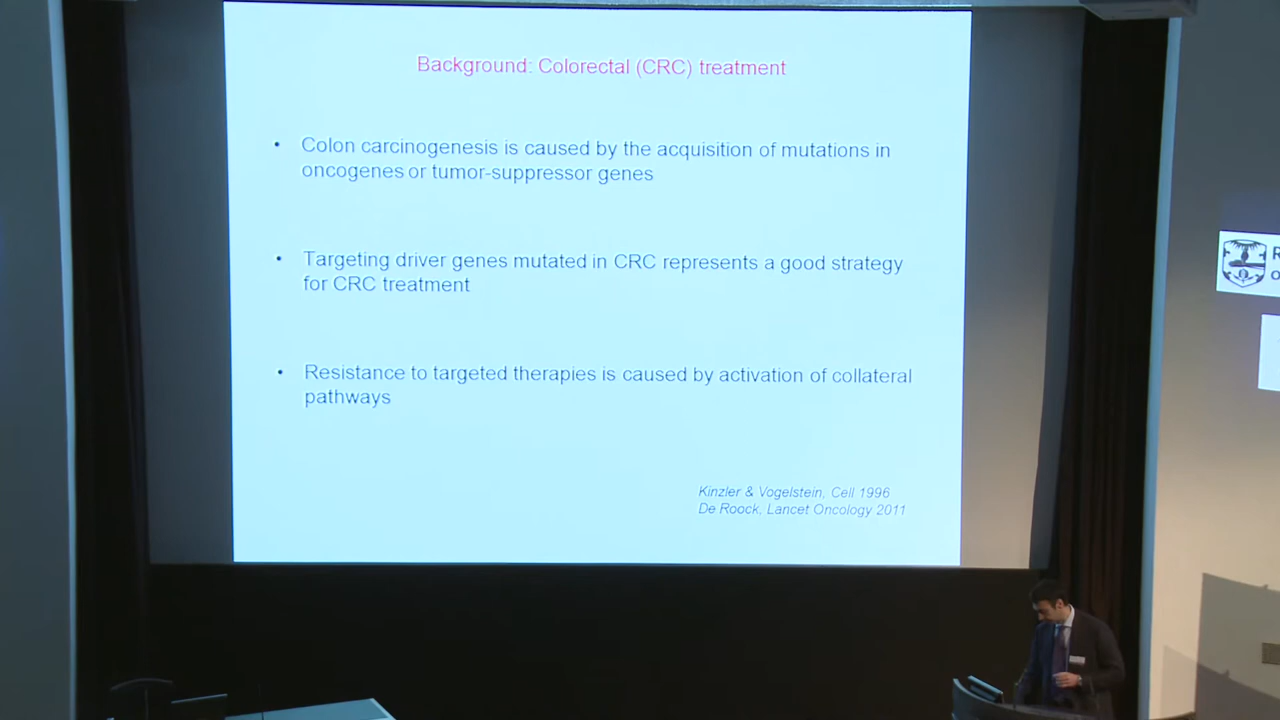 Background: Colorectal (CRC) treatment
• Colon carcinogenesis is caused by the acquisition of mutations in
oncogenes or tumor-suppressor genes
• Targeting driver genes mutated in CRC represents a good strategy
for CRC treatment
• Resistance to targeted therapies is caused by activation of collateral
pathways
Kinzler & Vogelstein, Cell 1996
De Roock, Lancet Oncology 2011